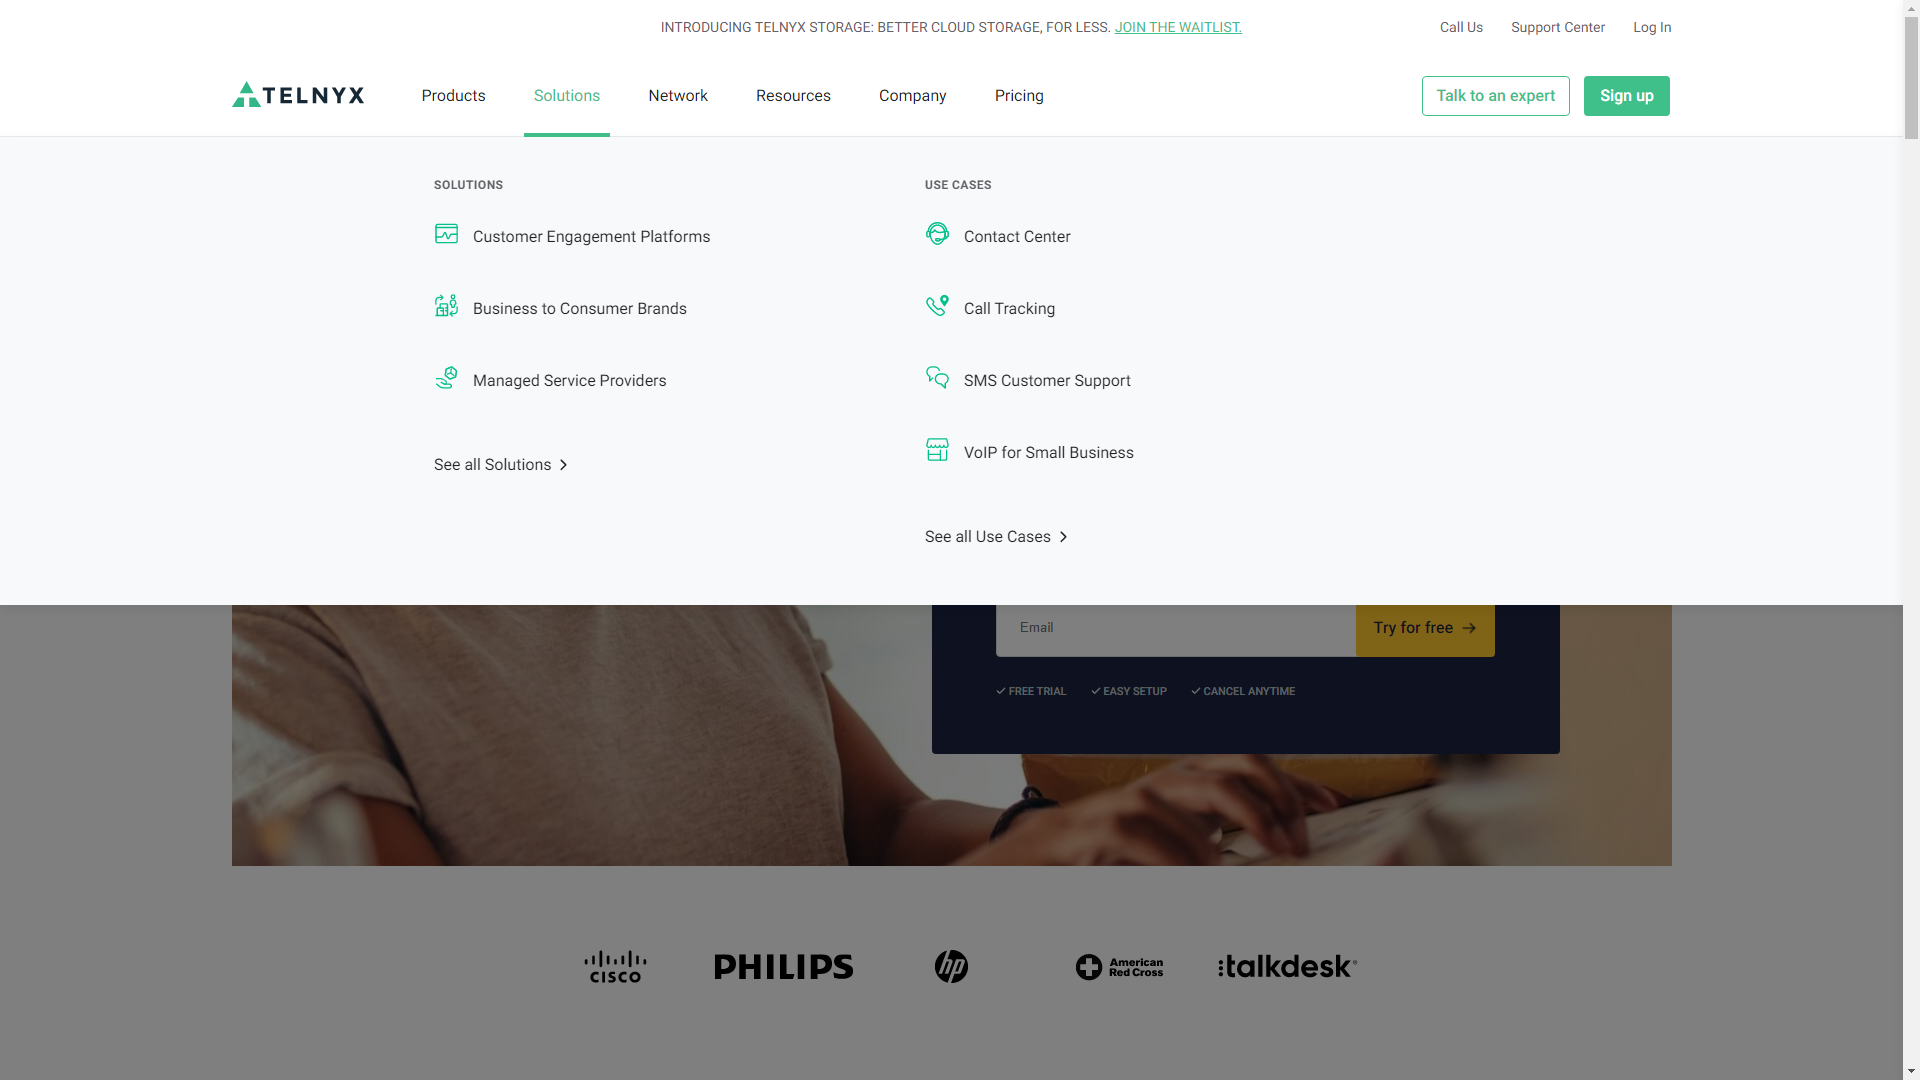 INTRODUCING TELNYX STORAGE: BETTER CLOUD STORAGE, FOR LESS. JOIN THE WAITLIST.
Call Us
Support Center
Log In
TELNYX
Products
Solutions
Network
Resources
Company
Pricing
Talk to an expert
Sign up
SOLUTIONS
Customer Engagement Platforms
Business to Consumer Brands
Managed Service Providers
See all Solutions
USE CASES
Contact Center
Call Tracking
SMS Customer Support
VoIP for Small Business
See all Use Cases
Email
Try for free
FREE TRIAL
EASY SETUP
CANCEL ANYTIME
CISCO
PHILIPS
hp
American
Red Cross
:talkdesk®